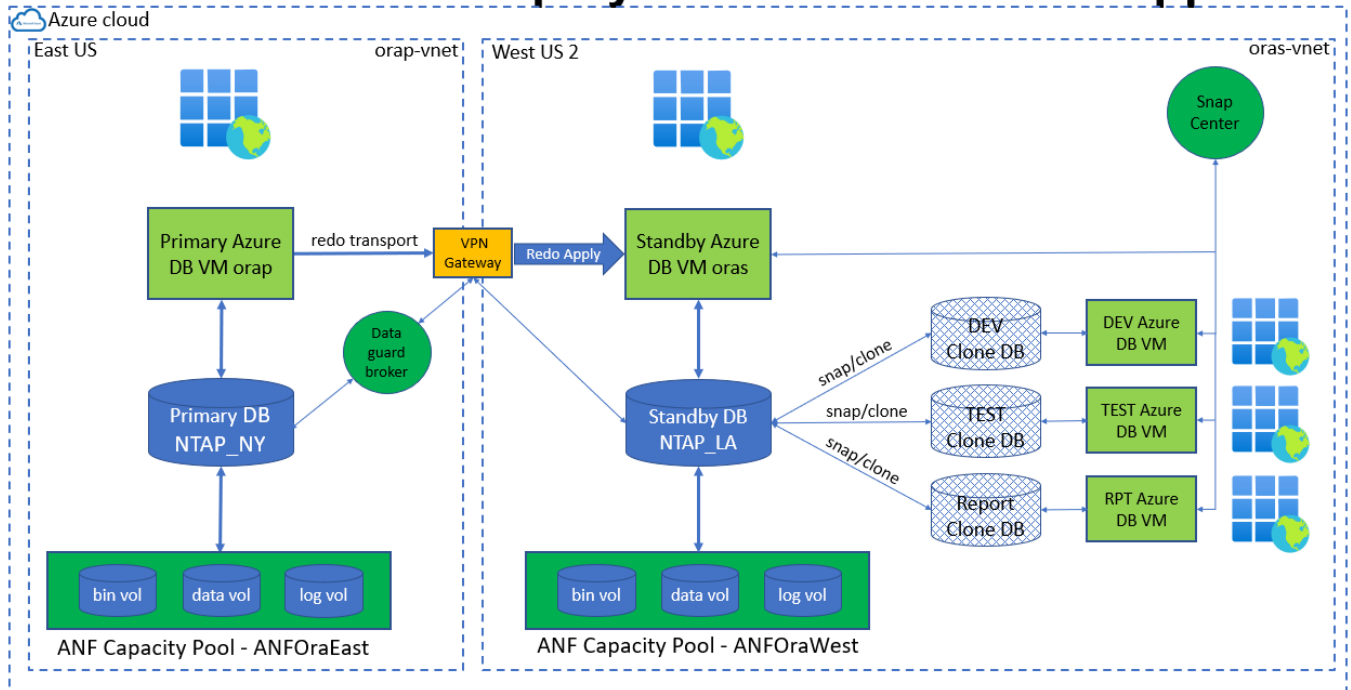 Azure cloud
East US
orap-vnet
West US 2
oras-vnet
Snap
Center
Primary Azure
DB VM orap
redo transport
VPN
Gateway
Redo Apply
Standby Azure
DB VM oras
Data
guard
broker
Primary DB
NTAP_NY
Standby DB
NTAP_LA
snap/clone
DEV
Clone DB
DEV Azure
DB VM
snap/clone
TEST
Clone DB
TEST Azure
DB VM
snap/clone
Report
Clone DB
RPT Azure
DB VM
bin vol
data vol
log vol
ANF Capacity Pool - ANFOraEast
bin vol
data vol
log vol
ANF Capacity Pool - ANFOraWest